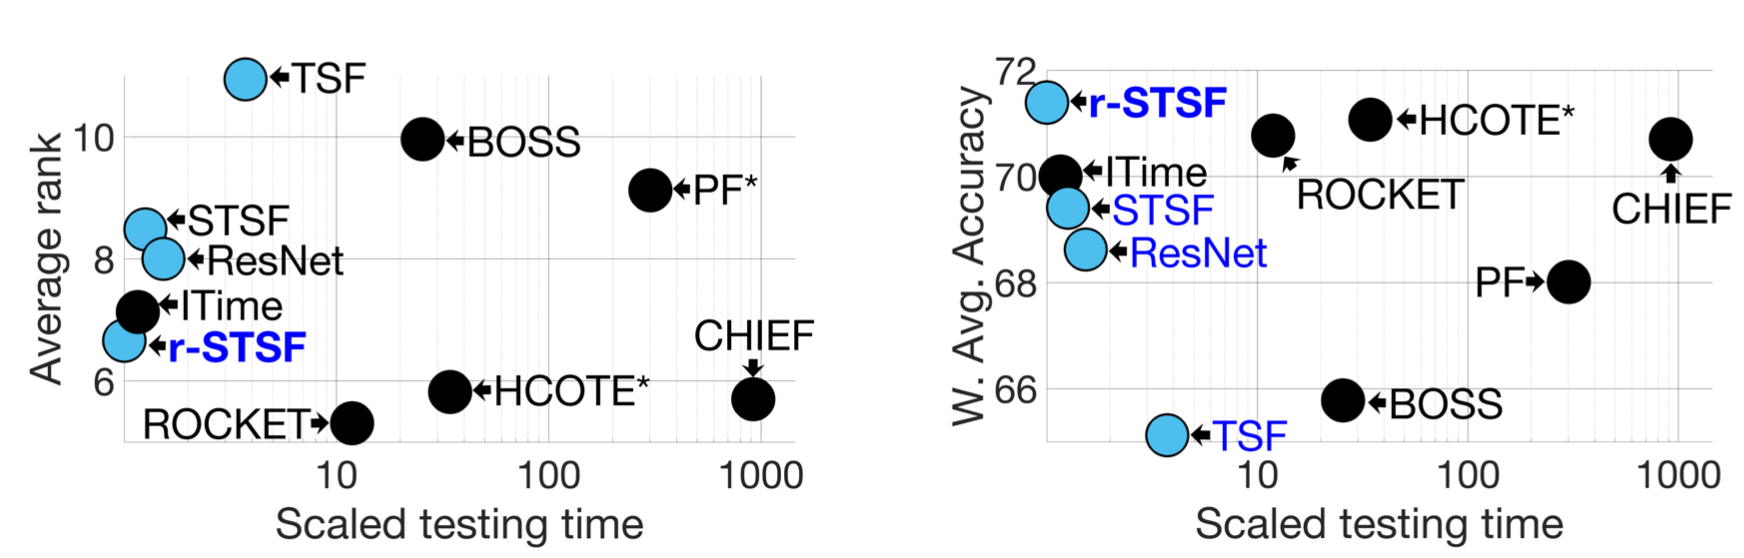 TSF
10
BOSS
PF*
STSF
8
ResNet
ITime
r-STSF
CHIEF
6
HCOTE*
ROCKET
Average rank
10
100
1000
Scaled testing time
72
r-STSF
HCOTE*
ITime
70
ROCKET
CHIEF
STSF
ResNet
68
PF
66
BOSS
TSF
W. Avg. Accuracy
10
100
1000
Scaled testing time